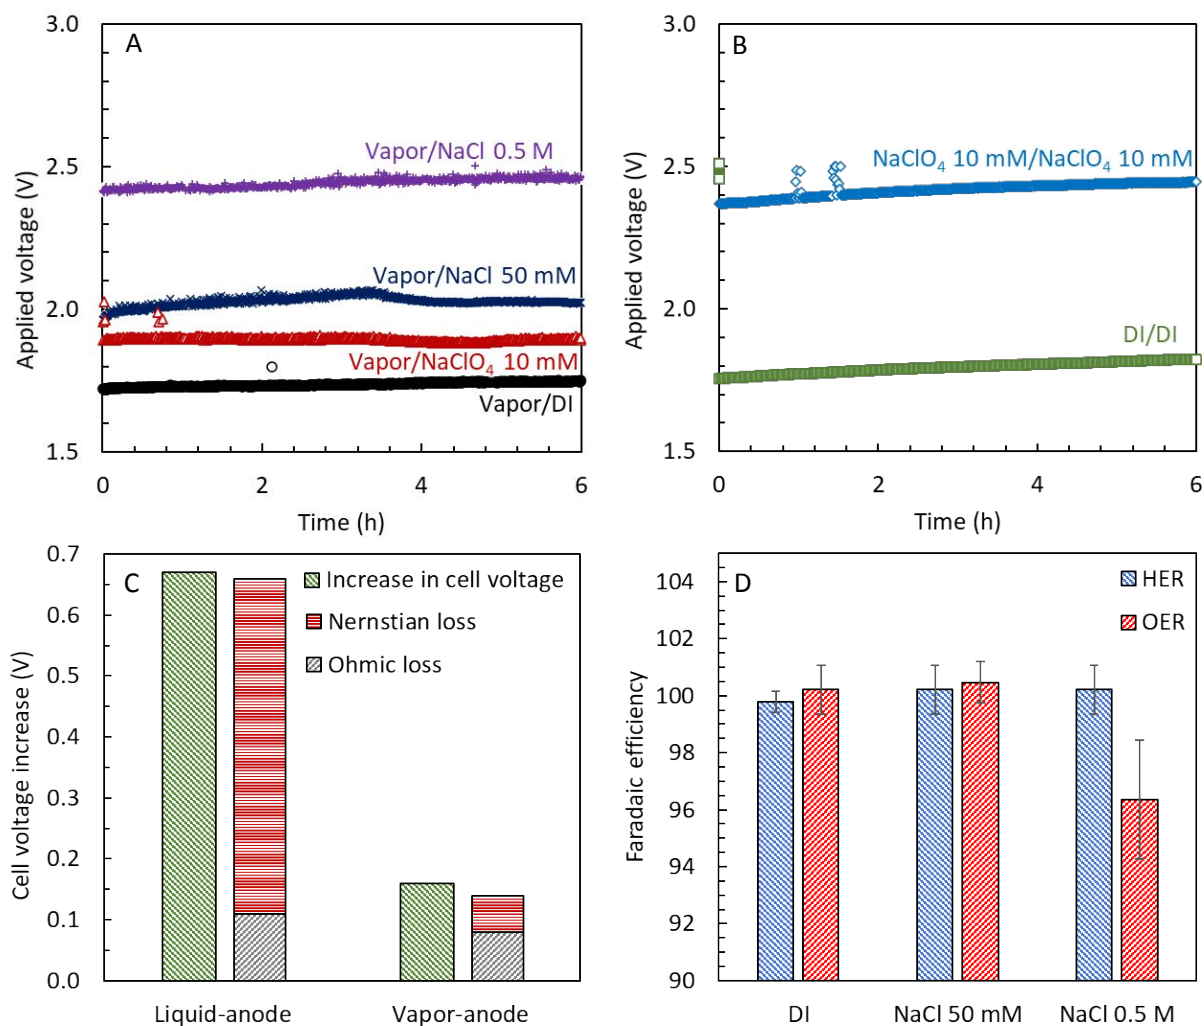 A
3.0
2.5
2.0
1.5
Applied voltage (V)
Vapor/NaCl 0.5 M
Vapor/NaCl 50 mM
Vapor/NaClO₄ 10 mM
Vapor/DI
0 2 4 6
Time (h)
B
3.0
2.5
2.0
1.5
Applied voltage (V)
NaClO₄ 10 mM/NaClO₄ 10 mM
DI/DI
0 2 4 6
Time (h)
C
0.7
0.6
0.5
0.4
0.3
0.2
0.1
0.0
Cell voltage increase (V)
Increase in cell voltage
Nernstian loss
Ohmic loss
Liquid-anode Vapor-anode
D
104
102
100
98
96
94
92
90
Faradaic efficiency
HER
OER
DI NaCl 50 mM NaCl 0.5 M